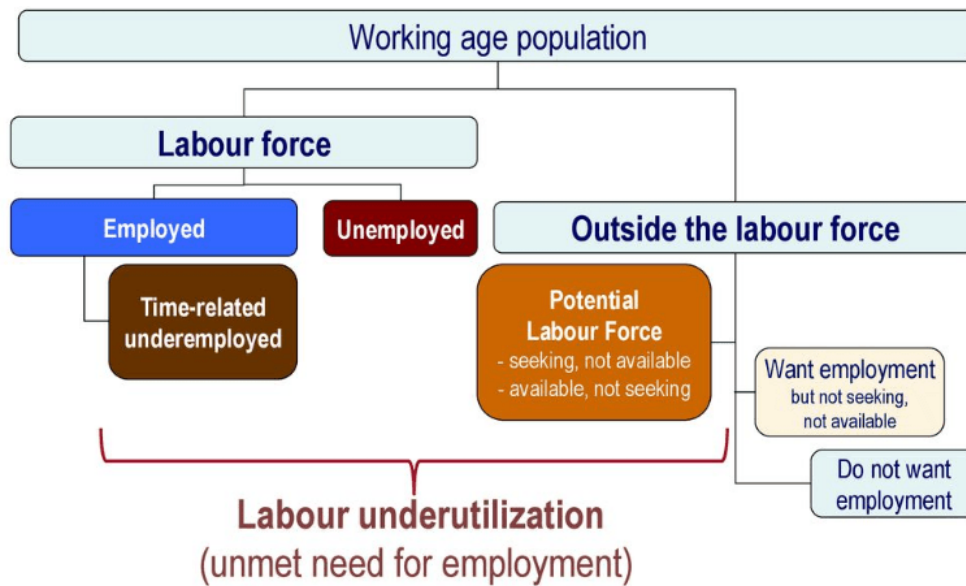 Working age population
Labour force
Employed
Unemployed
Outside the labour force
Time-related
underemployed
Potential
Labour Force
- seeking, not available
- available, not seeking
Want employment
but not seeking,
not available
Do not want
employment
Labour underutilization
(unmet need for employment)